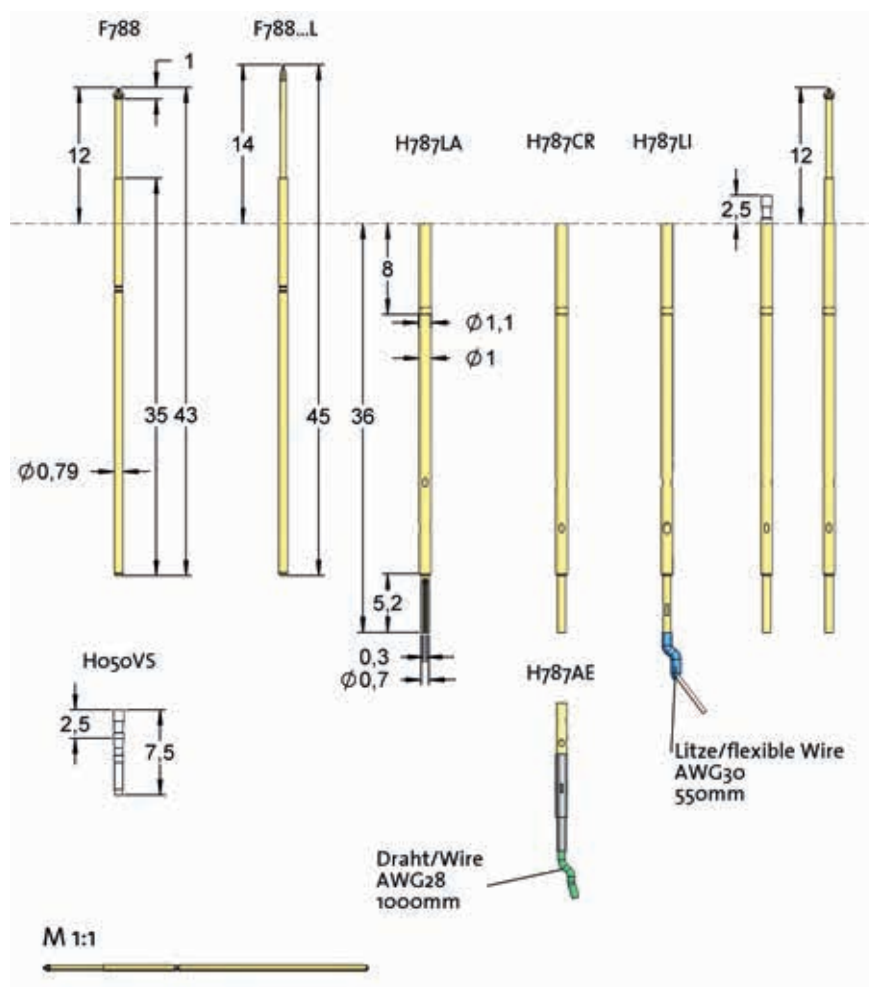 F788
F788...L
1
12
14
H787LA
H787CR
H787LI
12
2,5
8
Ø1,1
Ø1
35
43
45
36
Ø0,79
5,2
0,3
Ø0,7
H050VS
2,5
7,5
H787AE
Litze/flexible Wire
AWG30
550mm
Draht/Wire
AWG28
1000mm
M 1:1